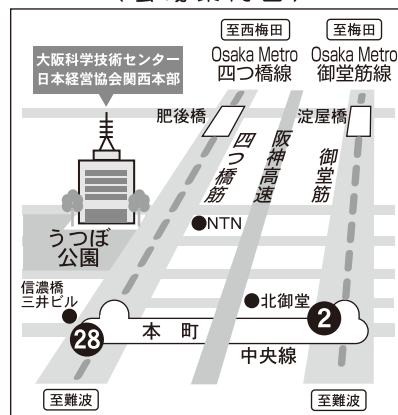 至西梅田
至梅田
Osaka Metro
四つ橋線
Osaka Metro
御堂筋線
大阪科学技術センター
日本経営協会関西本部
肥後橋
淀屋橋
四つ橋筋
阪神高速
御堂筋
●NTN
うつぼ
公園
信濃橋
三井ビル
●北御堂
2
28
本町
中央線
至難波
至難波